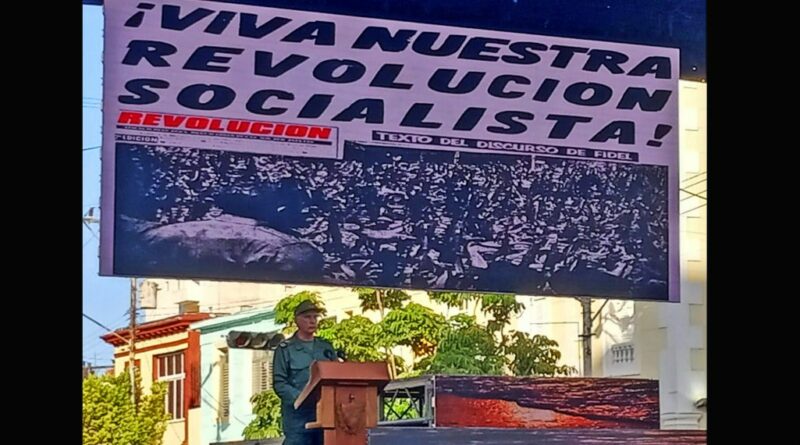 ¡VIVA NUESTRA
REVOLUCION
SOCIALISTA!
REVOLUCION
TEXTO DEL DISCURSO DE FIDEL